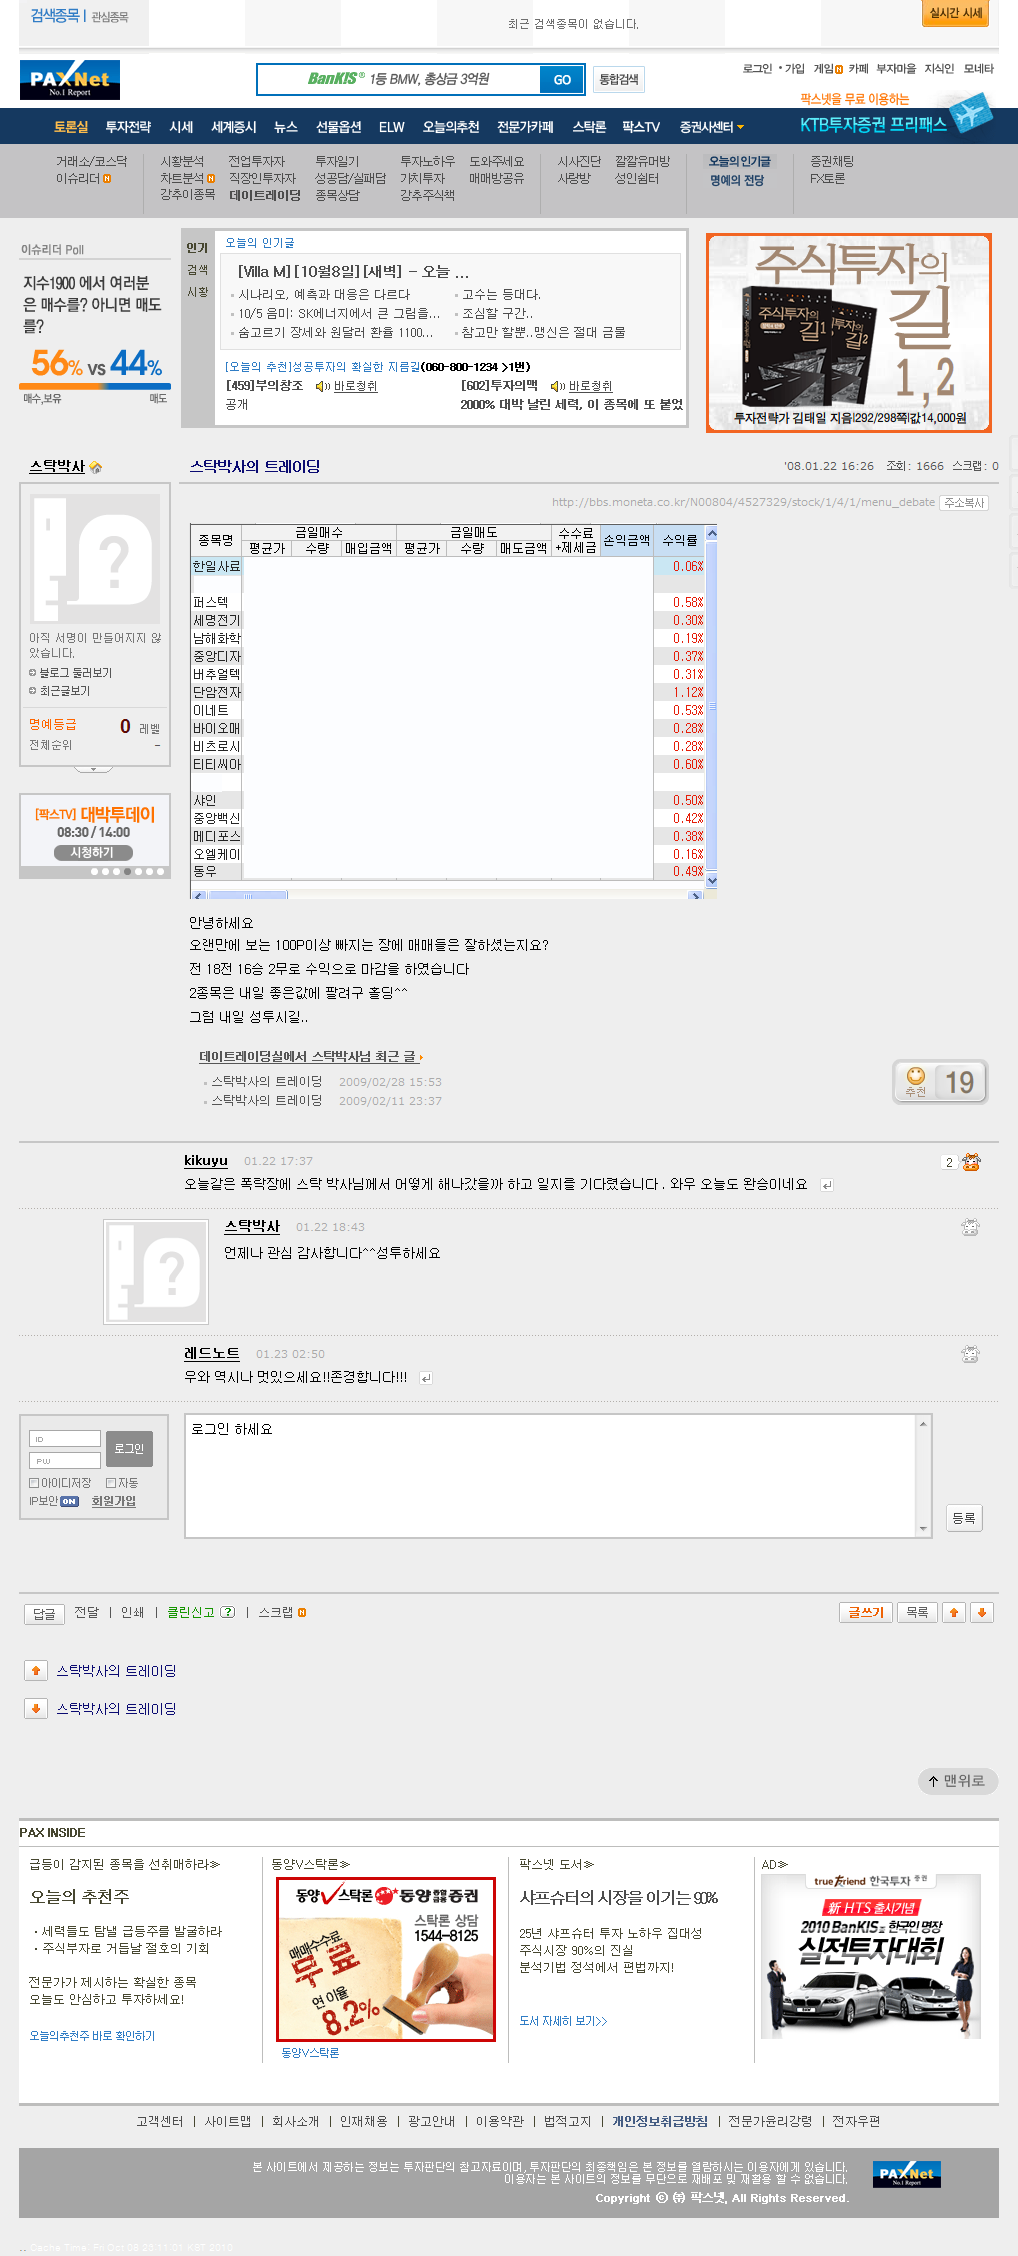 검색종목 | 관심종목
최근 검색종목이 없습니다.
실시간 시세
PAXNet
No.1 Report
BanKIS® 1등 BMW, 총상금 3억원
GO
통합검색
로그인 • 가입 게임 N 카페 부자마을 지식인 모네타
팍스넷을 무료 이용하는
KTB투자증권 프리패스
토론실 투자전략 시세 세계증시 뉴스 선물옵션 ELW 오늘의추천 전문가카페 스탁론 팍스TV 증권사센터
거래소/코스닥 시황분석 전업투자자 투자일기 투자노하우 도와주세요 시사진단 깔깔유머방 오늘의 인기글 증권채팅
이슈리더 N 차트분석 N 직장인투자자 성공담/실패담 가치투자 매매방공유 사랑방 성인쉼터 명예의 전당 FX토론
강추이종목 데이트레이딩 종목상담 강추주식책
이슈리더 Poll
지수1900 에서 여러분
은 매수를? 아니면 매도
를?
56% VS 44%
매수,보유 매도
인기
검색
시황
오늘의 인기글
[Villa M][10월8일][새벽] - 오늘 ...
시나리오, 예측과 대응은 다르다
고수는 등대다.
10/5 음미: SK에너지에서 큰 그림을...
조심할 구간..
숨고르기 장세와 원달러 환율 1100...
참고만 할뿐..맹신은 절대 금물
[오늘의 추천]성공투자의 확실한 지름길(060-800-1234 >1번)
[459]부의창조 바로청취
[602]투자의맥 바로청취
공개
2000% 대박 날린 세력, 이 종목에 또 붙었
주식투자의
길
1,2
투자전략가 김태일 지음|292/298쪽|값14,000원
스탁박사
스탁박사의 트레이딩
'08.01.22 16:26 조회: 1666 스크랩: 0
http://bbs.moneta.co.kr/N00804/4527329/stock/1/4/1/menu_debate 주소복사
아직 서명이 만들어지지 않
았습니다.
블로그 둘러보기
최근글보기
명예등급 0 레벨
전체순위 -
[팍스TV] 대박투데이
08:30 / 14:00
시청하기
종목명 금일매수 금일매도 수수료 +제세금 손익금액 수익률
평균가 수량 매입금액 평균가 수량 매도금액
한일사료 0.06%
퍼스텍 0.58%
세명전기 0.30%
남해화학 0.19%
중앙디자 0.37%
버추얼텍 0.31%
단암전자 1.12%
이네트 0.53%
바이오매 0.28%
비츠로시 0.28%
티티씨아 0.60%
샤인 0.50%
중앙백신 0.42%
메디포스 0.38%
오엘케이 0.16%
동우 0.49%
안녕하세요
오랜만에 보는 100P이상 빠지는 장에 매매들은 잘하셨는지요?
전 18전 16승 2무로 수익으로 마감을 하였습니다
2종목은 내일 좋은값에 팔려구 홀딩^^
그럼 내일 성투시길..
데이트레이딩실에서 스탁박사님 최근 글
스탁박사의 트레이딩 2009/02/28 15:53
스탁박사의 트레이딩 2009/02/11 23:37
추천 19
kikuyu 01.22 17:37
2
오늘같은 폭락장에 스탁 박사님께서 어떻게 해나갔을까 하고 일지를 기다렸습니다 . 와우 오늘도 완승이네요
스탁박사 01.22 18:43
언제나 관심 감사합니다^^성투하세요
레드노트 01.23 02:50
우와 역시나 멋있으세요!!존경합니다!!!
ID
PW
로그인
아이디저장 자동
IP보안 ON 회원가입
로그인 하세요
등록
답글 전달 | 인쇄 | 클린신고 ? | 스크랩 N
글쓰기 목록
스탁박사의 트레이딩
스탁박사의 트레이딩
맨위로
PAX INSIDE
급등이 감지된 종목을 선취매하라≫
오늘의 추천주
· 세력들도 탐낼 급등주를 발굴하라
· 주식부자로 거듭날 절호의 기회
전문가가 제시하는 확실한 종목
오늘도 안심하고 투자하세요!
오늘의추천주 바로 확인하기
동양V스탁론≫
동양 V스탁론 동양종합금융증권
스탁론 상담
1544-8125
매매수수료
무료
연 이율
8.2%
동양V스탁론
팍스넷 도서≫
샤프슈터의 시장을 이기는 90%
25년 샤프슈터 투자 노하우 집대성
주식시장 90%의 진실
분석기법 정석에서 편법까지!
도서 자세히 보기>>
AD≫
true Friend 한국투자증권
新 HTS 출시기념
2010 BanKIS배 한국인 명장
실전투자대회
고객센터 | 사이트맵 | 회사소개 | 인재채용 | 광고안내 | 이용약관 | 법적고지 | 개인정보취급방침 | 전문가윤리강령 | 전자우편
본 사이트에서 제공하는 정보는 투자판단의 참고자료이며, 투자판단의 최종책임은 본 정보를 열람하시는 이용자에게 있습니다.
이용자는 본 사이트의 정보를 무단으로 재배포 및 재활용 할 수 없습니다.
Copyright ⓒ ㈜ 팍스넷, All Rights Reserved.
PAXNet
No.1 Report